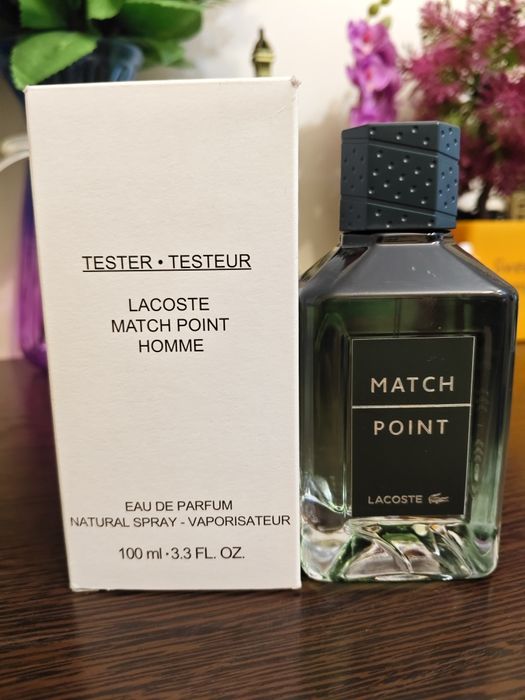 TESTER • TESTEUR
LACOSTE
MATCH POINT
HOMME
EAU DE PARFUM
NATURAL SPRAY - VAPORISATEUR
100 ml • 3.3 FL. OZ.
MATCH
POINT
LACOSTE